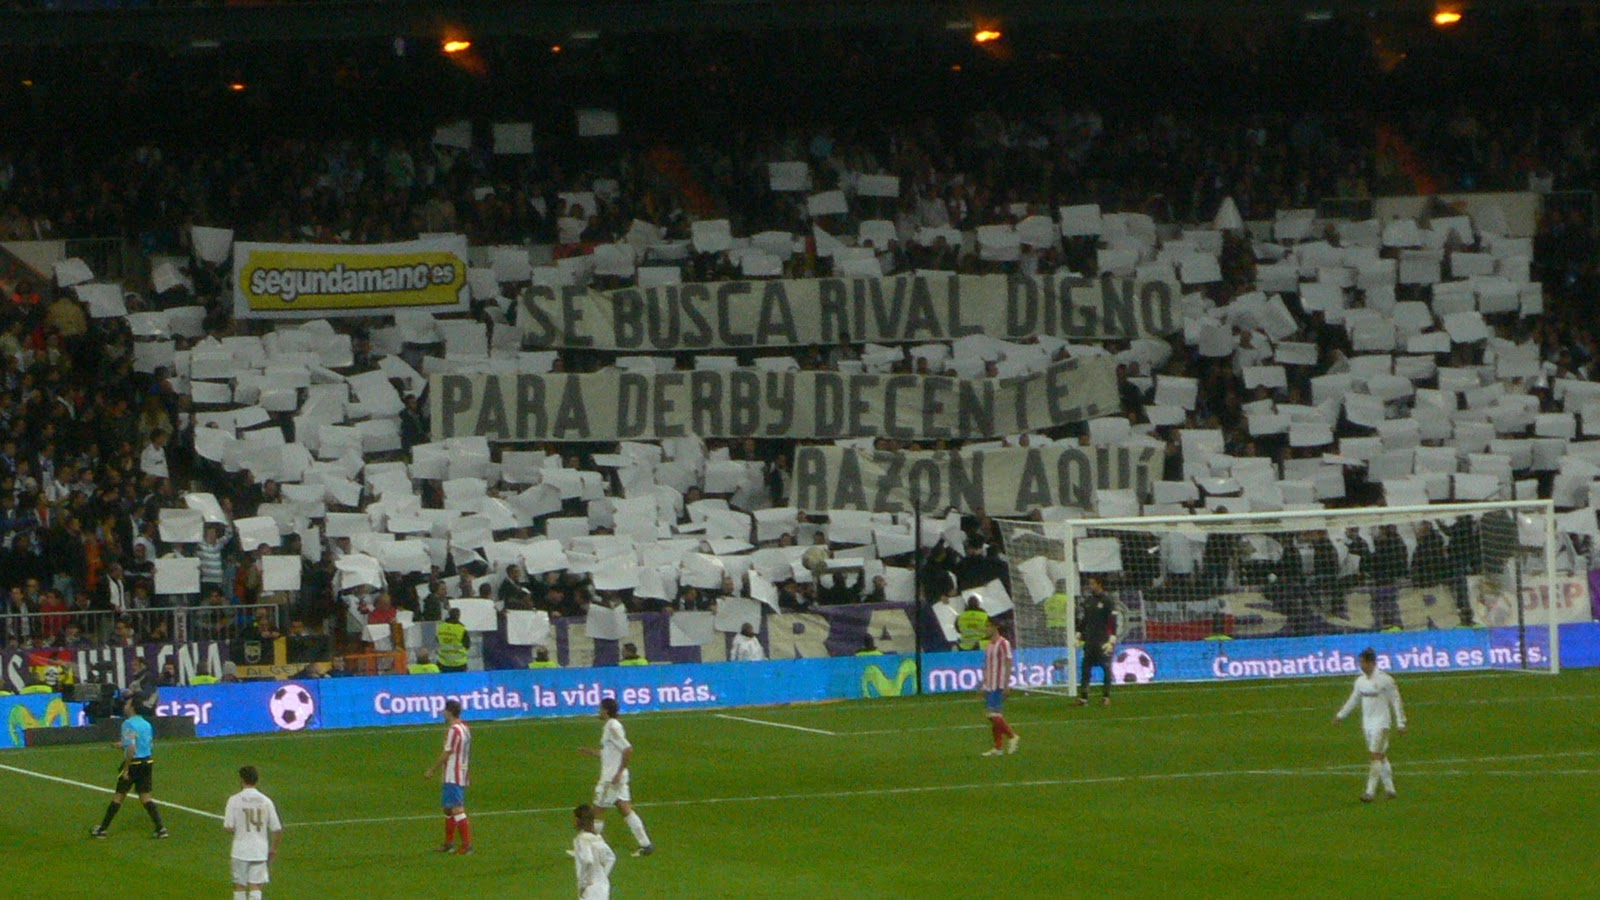 segundamano.es
SE BUSCA RIVAL DIGNO
PARA DERBY DECENTE.
RAZÓN AQUÍ
Compartida, la vida es más.
movistar
Compartida, la vida es más.
14